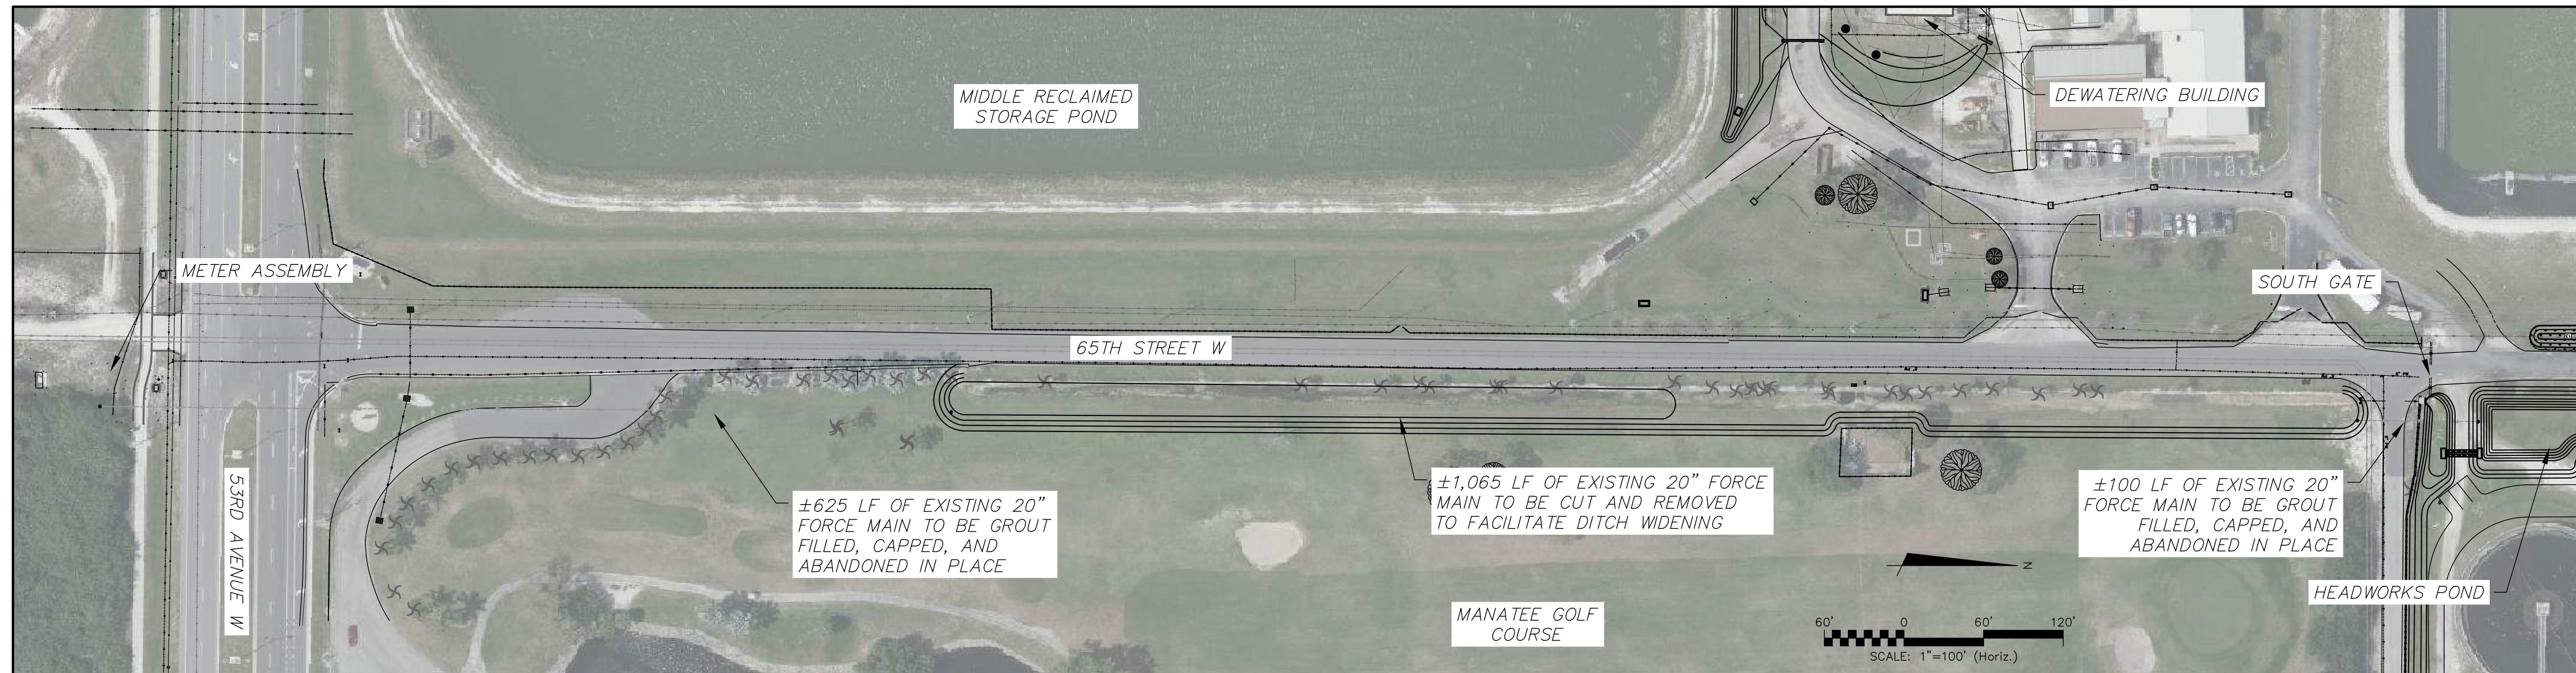 MIDDLE RECLAIMED
STORAGE POND
DEWATERING BUILDING
METER ASSEMBLY
SOUTH GATE
65TH STREET W
53RD AVENUE W
±625 LF OF EXISTING 20”
FORCE MAIN TO BE GROUT
FILLED, CAPPED, AND
ABANDONED IN PLACE
±1,065 LF OF EXISTING 20” FORCE
MAIN TO BE CUT AND REMOVED
TO FACILITATE DITCH WIDENING
±100 LF OF EXISTING 20”
FORCE MAIN TO BE GROUT
FILLED, CAPPED, AND
ABANDONED IN PLACE
N
HEADWORKS POND
MANATEE GOLF
COURSE
60' 0 60' 120'
SCALE: 1"=100' (Horiz.)